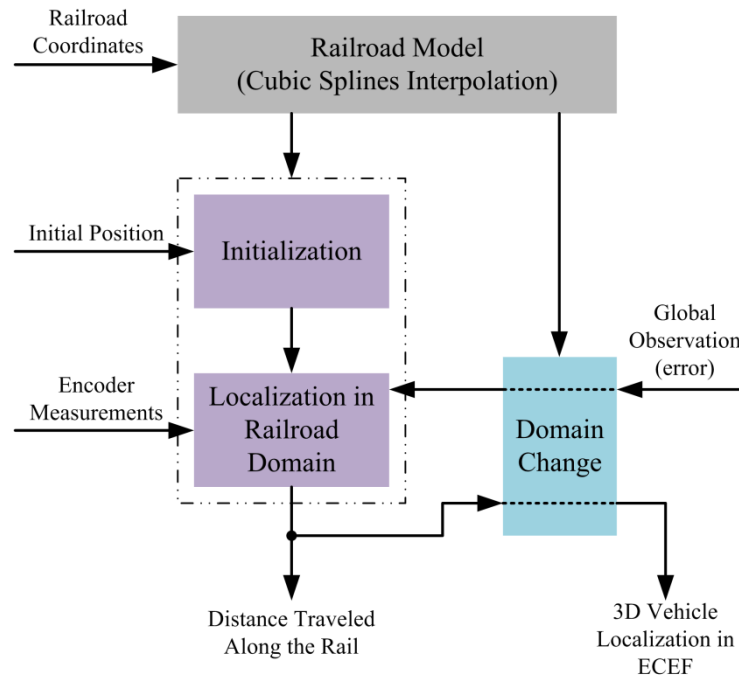 Railroad
Coordinates
Railroad Model
(Cubic Splines Interpolation)
Initial Position
Initialization
Global
Observation
(error)
Encoder
Measurements
Localization in
Railroad
Domain
Domain
Change
Distance Traveled
Along the Rail
3D Vehicle
Localization in
ECEF